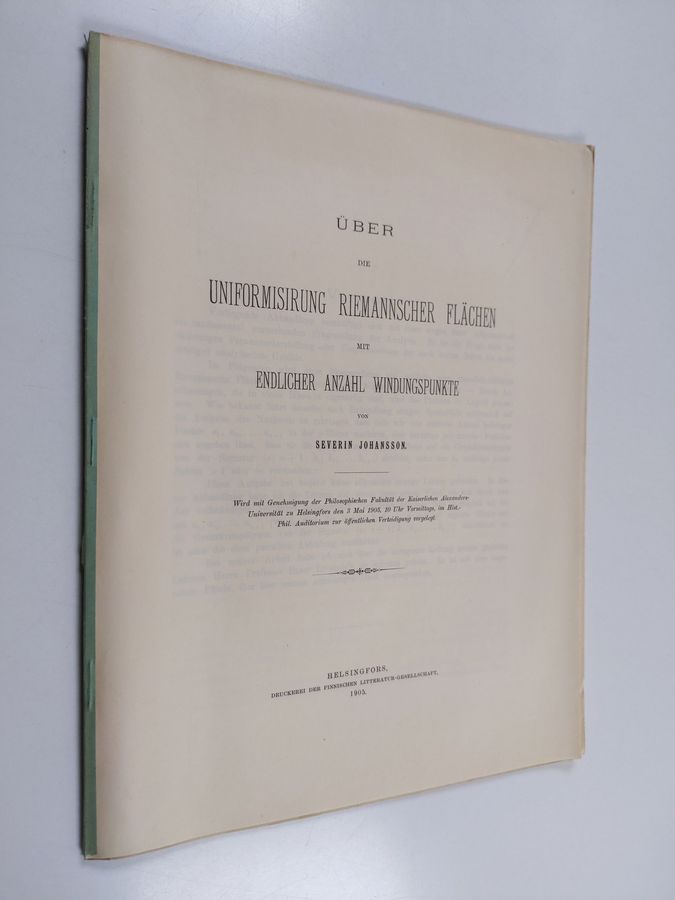 ÜBER
DIE
UNIFORMISIRUNG RIEMANNSCHER FLÄCHEN
MIT
ENDLICHER ANZAHL WINDUNGSPUNKTE
VON
SEVERIN JOHANSSON.
Wird mit Genehmigung der Philosophischen Fakultät der Kaiserlichen Alexanders-
Universität zu Helsingfors den 3 Mai 1905, 10 Uhr Vormittags, im Hist.-
Phil. Auditorium zur öffentlichen Verteidigung vorgelegt.
HELSINGFORS,
DRUCKEREI DER FINNISCHEN LITTERATUR-GESELLSCHAFT,
1905.